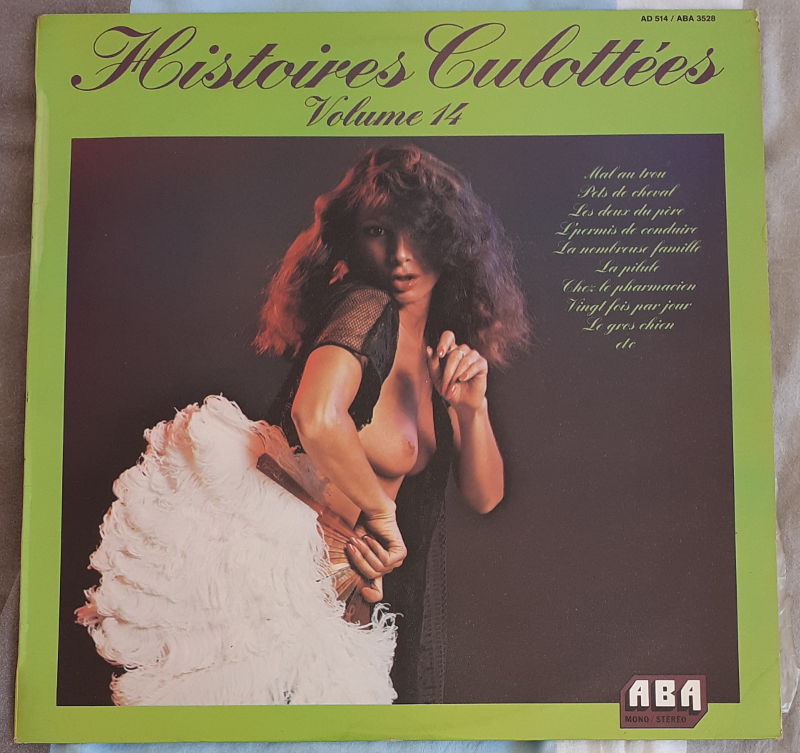 AD 514 / ABA 3528
Histoires Culottées
Volume 14
Mal au trou
Pets de cheval
Les deux du père
L'permis de conduire
La nombreuse famille
La pilule
Chez le pharmacien
Vingt fois par jour
Le gros chien
etc
ABA
MONO / STÉRÉO